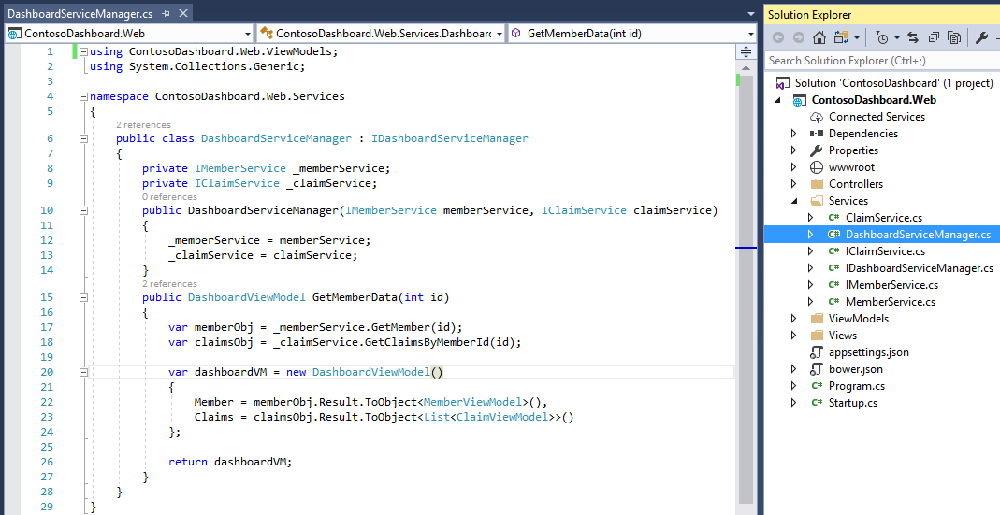 DashboardServiceManager.cs
ContosoDashboard.Web
ContosoDashboard.Web.Services.Dashboar
GetMemberData(int id)
1 using ContosoDashboard.Web.ViewModels;
2 using System.Collections.Generic;
3
4 namespace ContosoDashboard.Web.Services
5 {
2 references
6 public class DashboardServiceManager : IDashboardServiceManager
7 {
8 private IMemberService _memberService;
9 private IClaimService _claimService;
0 references
10 public DashboardServiceManager(IMemberService memberService, IClaimService claimService)
11 {
12 _memberService = memberService;
13 _claimService = claimService;
14 }
2 references
15 public DashboardViewModel GetMemberData(int id)
16 {
17 var memberObj = _memberService.GetMember(id);
18 var claimsObj = _claimService.GetClaimsByMemberId(id);
19
20 var dashboardVM = new DashboardViewModel()
21 {
22 Member = memberObj.Result.ToObject<MemberViewModel>(),
23 Claims = claimsObj.Result.ToObject<List<ClaimViewModel>>()
24 };
25
26 return dashboardVM;
27 }
28 }
29 }
Solution Explorer
Search Solution Explorer (Ctrl+;)
Solution 'ContosoDashboard' (1 project)
ContosoDashboard.Web
Connected Services
Dependencies
Properties
wwwroot
Controllers
Services
C# ClaimService.cs
C# DashboardServiceManager.cs
C# IClaimService.cs
C# IDashboardServiceManager.cs
C# IMemberService.cs
C# MemberService.cs
ViewModels
Views
appsettings.json
bower.json
C# Program.cs
C# Startup.cs